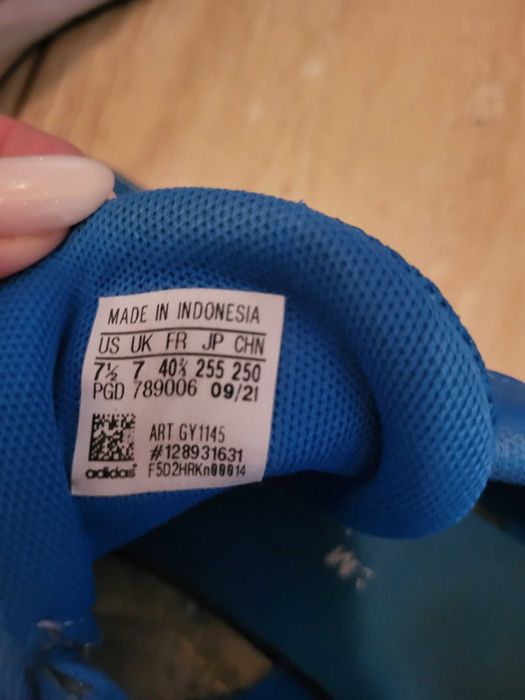 MADE IN INDONESIA
US UK FR JP CHN
7½ 7 40⅔ 255 250
PGD 789006 09/21
ART GY1145
#128931631
adidas F5D2HRKn00014